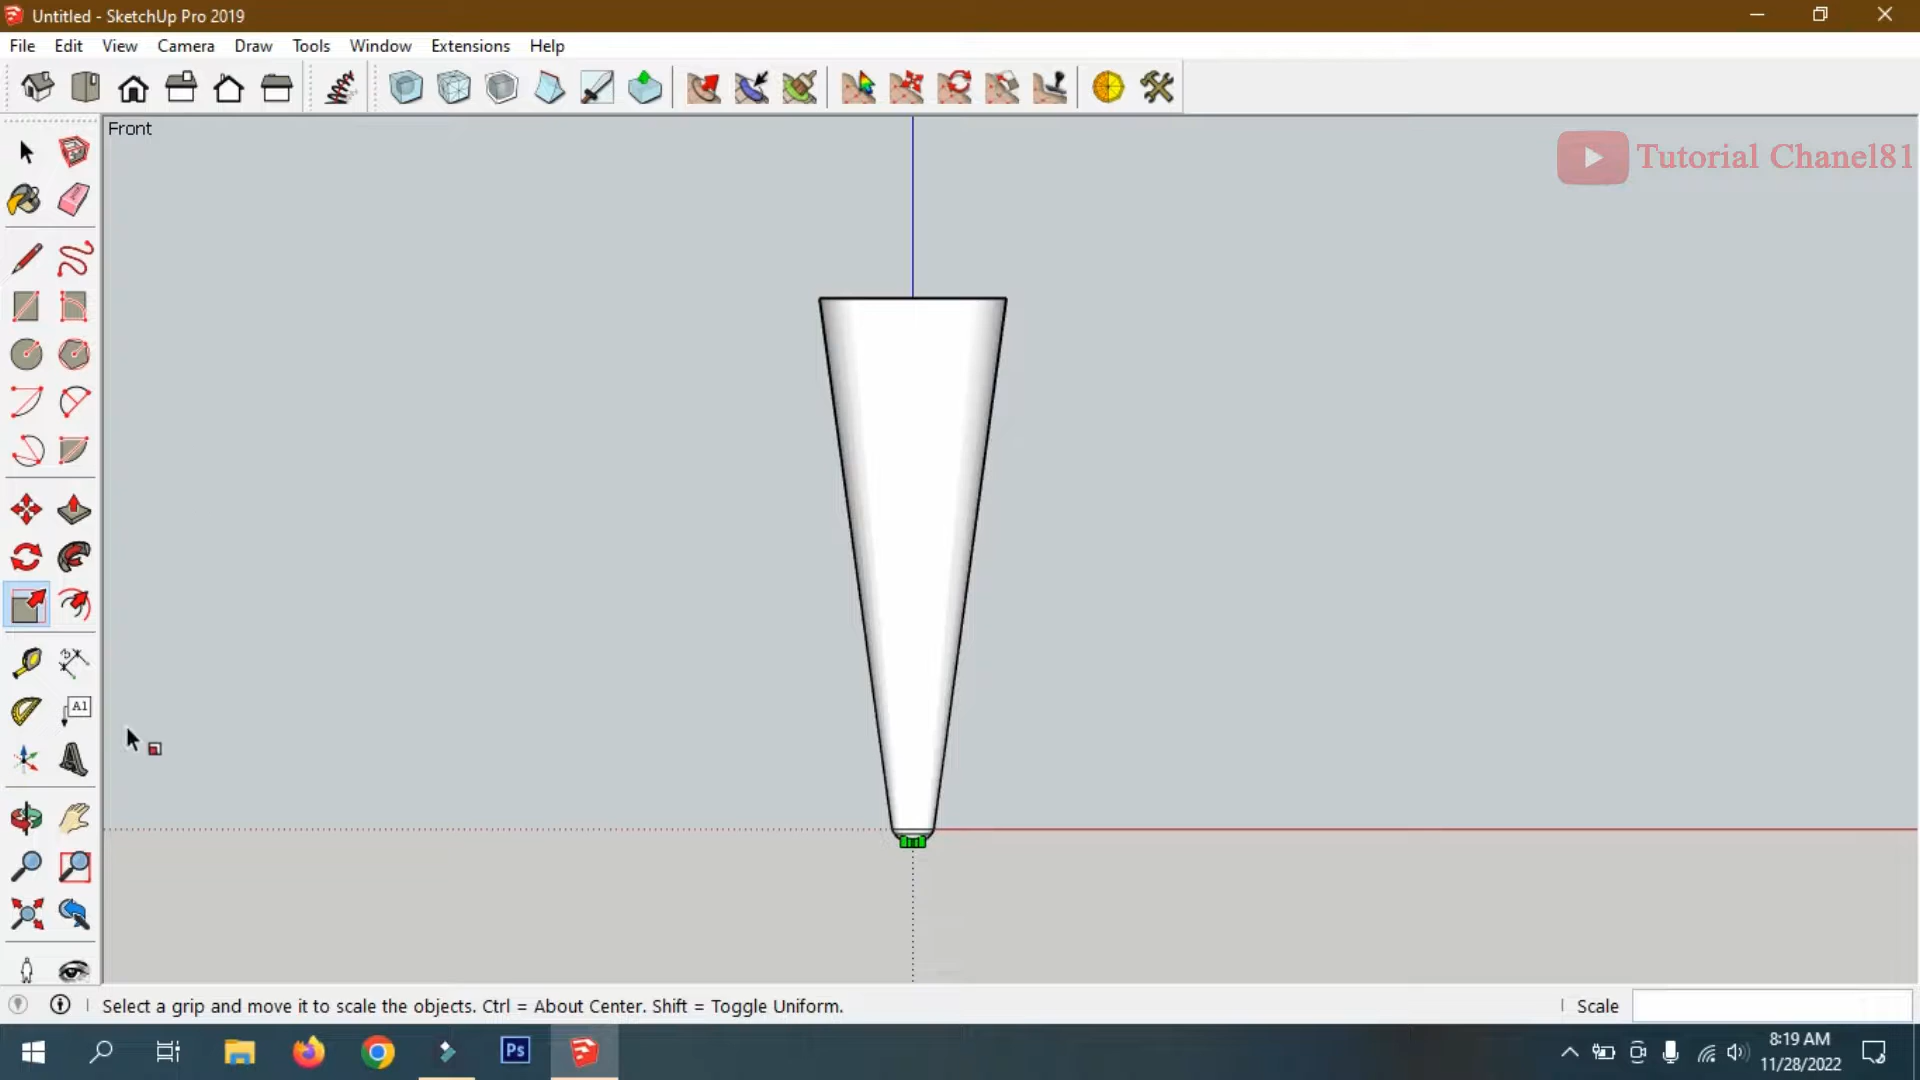 Untitled - SketchUp Pro 2019
File Edit View Camera Draw Tools Window Extensions Help
Front
Tutorial Chanel81
A1
Select a grip and move it to scale the objects. Ctrl = About Center. Shift = Toggle Uniform.
Scale
Ps
8:19 AM
11/28/2022